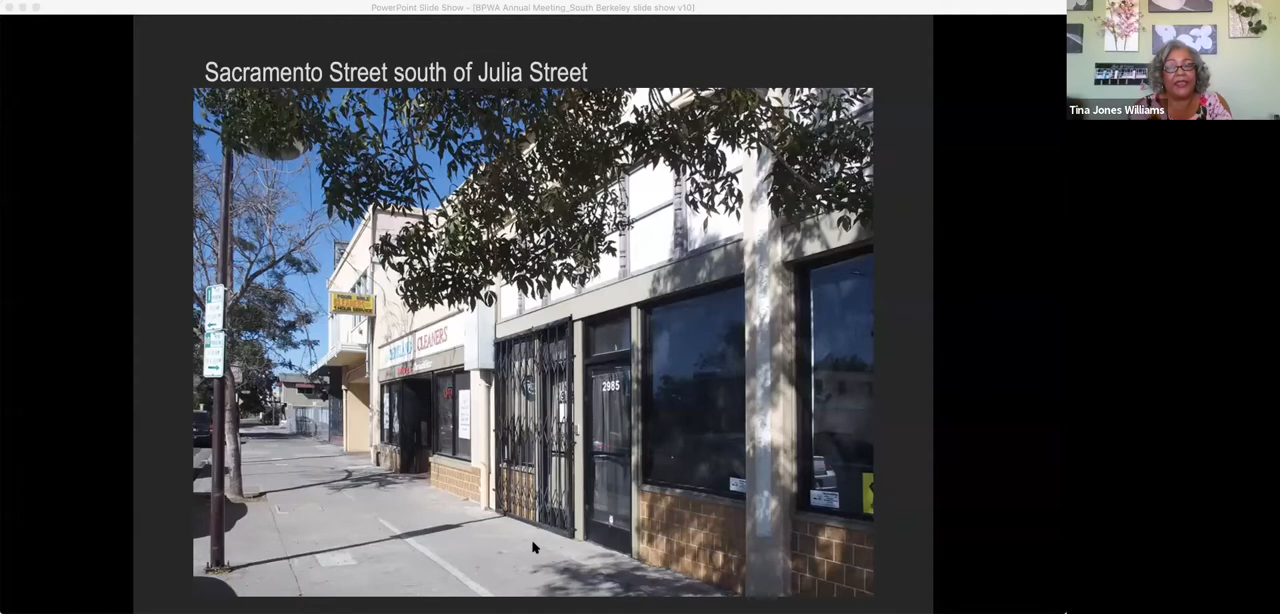 PowerPoint Slide Show - [BPWA Annual Meeting_South Berkeley slide show v10]
Tina Jones Williams
Sacramento Street south of Julia Street
CLEANERS
2985